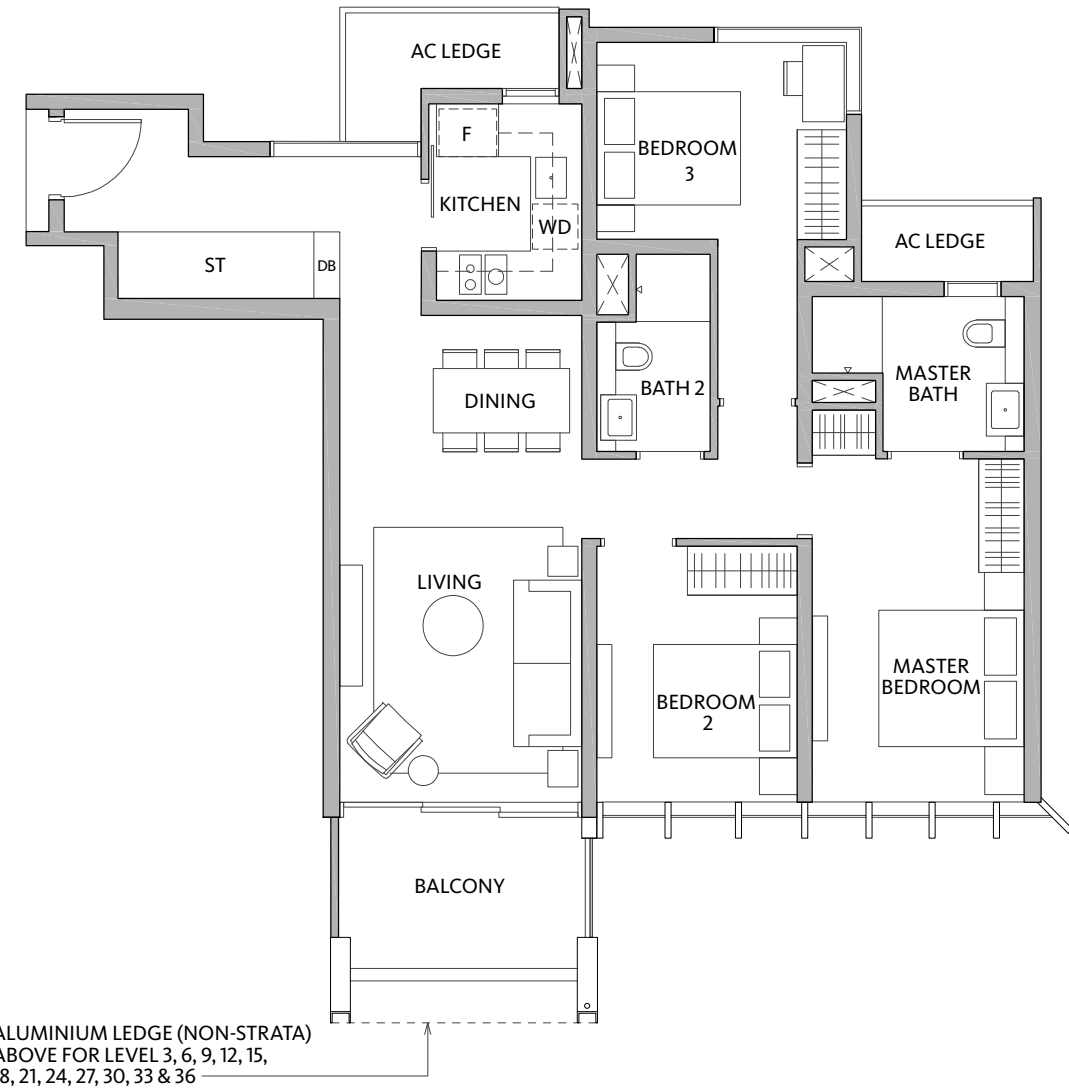 AC LEDGE
F
BEDROOM
3
KITCHEN
WD
ST
DB
AC LEDGE
DINING
BATH 2
MASTER
BATH
LIVING
BEDROOM
2
MASTER
BEDROOM
BALCONY
ALUMINIUM LEDGE (NON-STRATA)
ABOVE FOR LEVEL 3, 6, 9, 12, 15,
8, 21, 24, 27, 30, 33 & 36